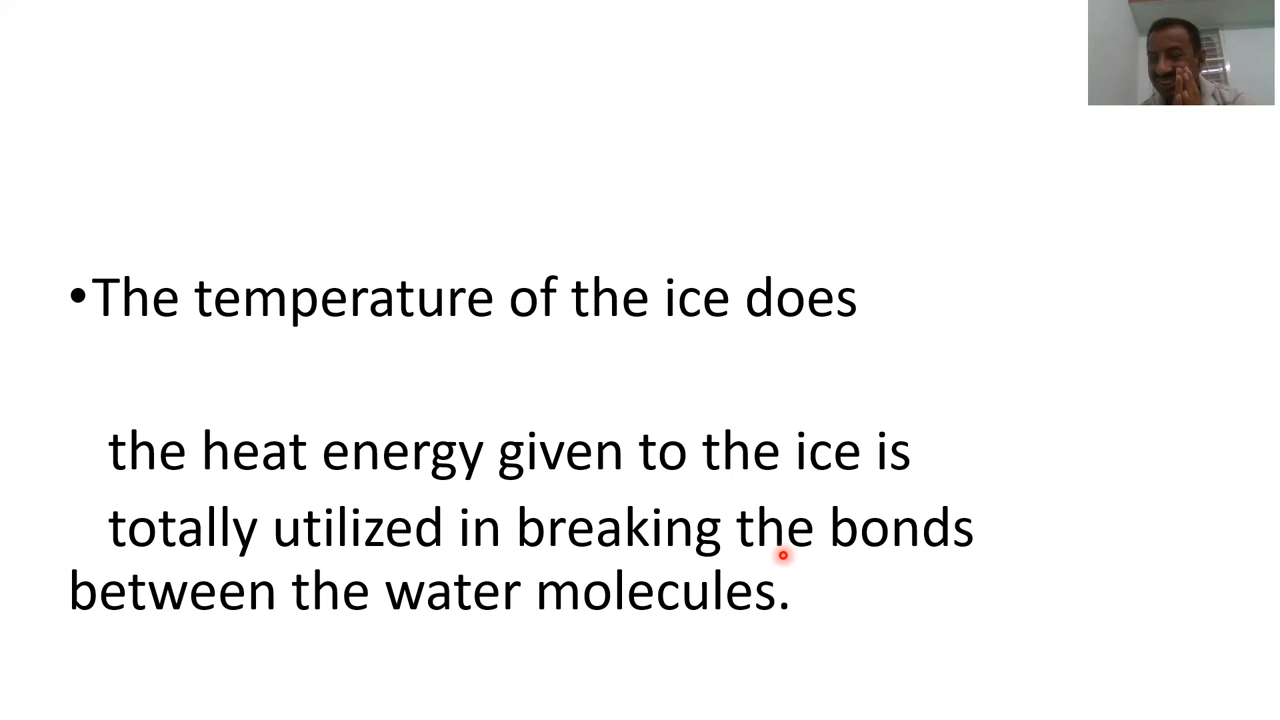 •The temperature of the ice does
the heat energy given to the ice is
totally utilized in breaking the bonds
between the water molecules.